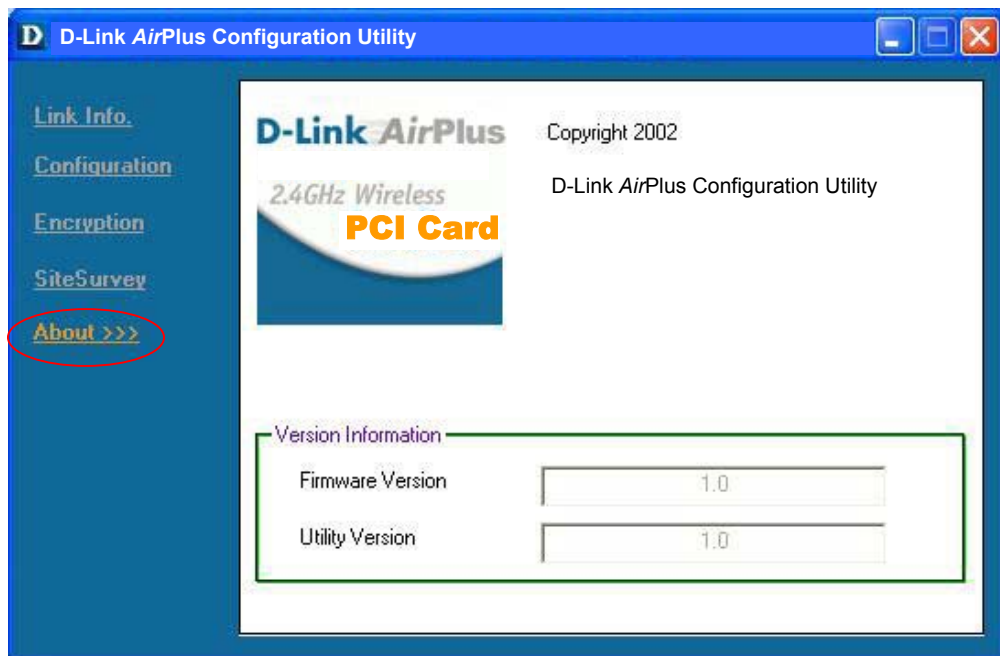 D D-Link AirPlus Configuration Utility
Link Info.
Configuration
Encryption
SiteSurvey
About >>>
D-Link AirPlus
2.4GHz Wireless
PCI Card
Copyright 2002
D-Link AirPlus Configuration Utility
Version Information
Firmware Version 1.0
Utility Version 1.0